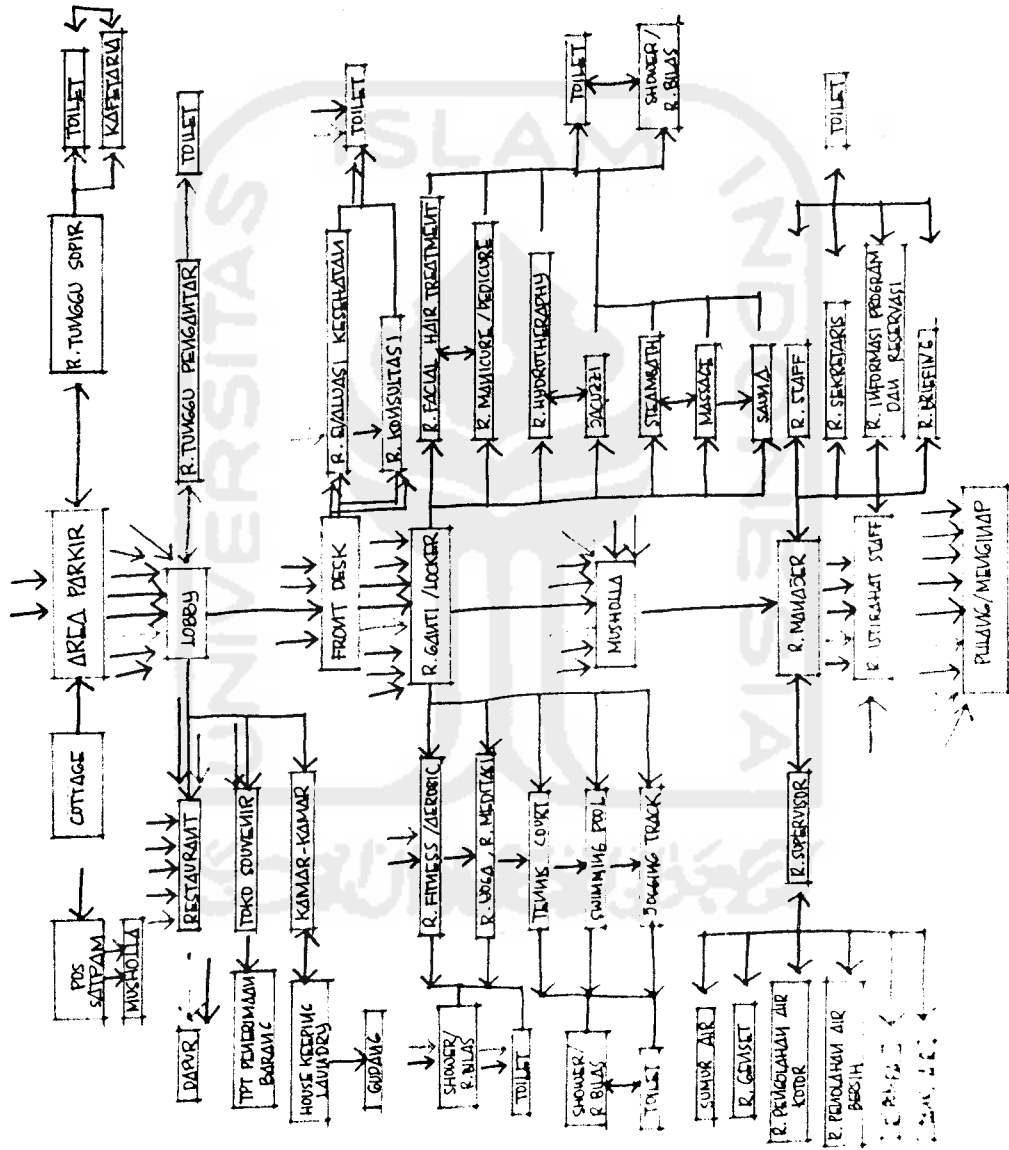 POS
SATPAM
COTTAGE
AREA PARKIR
R. TUNGGU SOPIR
TOILET
KAFETARIA
MUSHOLLA
DAPUR
RESTAURANT
LOBBY
R. TUNGGU PENGANTAR
TOILET
TPT PENERIMAAN
BARANG
TOKO SOUVENIR
HOUSE KEEPING
LAUNDRY
KAMAR-KAMAR
GUDANG
FRONT DESK
R. EVALUASI KESEHATAN
R. KONSULTASI
TOILET
SHOWER/
R. BILAS
TOILET
R. FITNESS/AEROBIC
R. YOGA, R. MEDITASI
R. GANTI/LOCKER
R. FACIAL HAIR TREATMENT
R. MANICURE/PEDICURE
R. HYDROTHERAPHY
JACUZZI
STEAMBATH
MASSAGE
SAUNA
TOILET
SHOWER/
R. BILAS
SHOWER/
R BILAS
TOILET
TENNIS COURT
SWIMMING POOL
JOGGING TRACK
MUSHOLLA
SUMUR AIR
R. GENSET
R. PENGOLAHAN AIR
KOTOR
R. PENGOLAHAN AIR
BERSIH
R. SUPERVISOR
R. MANAJER
R. STAFF
R. SEKRETARIS
R. INFORMASI PROGRAM
DAN RESERVASI
R. BRIEFING
TOILET
R. ISTIRAHAT STAFF
PULANG/MENGINAP
UNIVERSITAS
ISLAM
INDONESIA